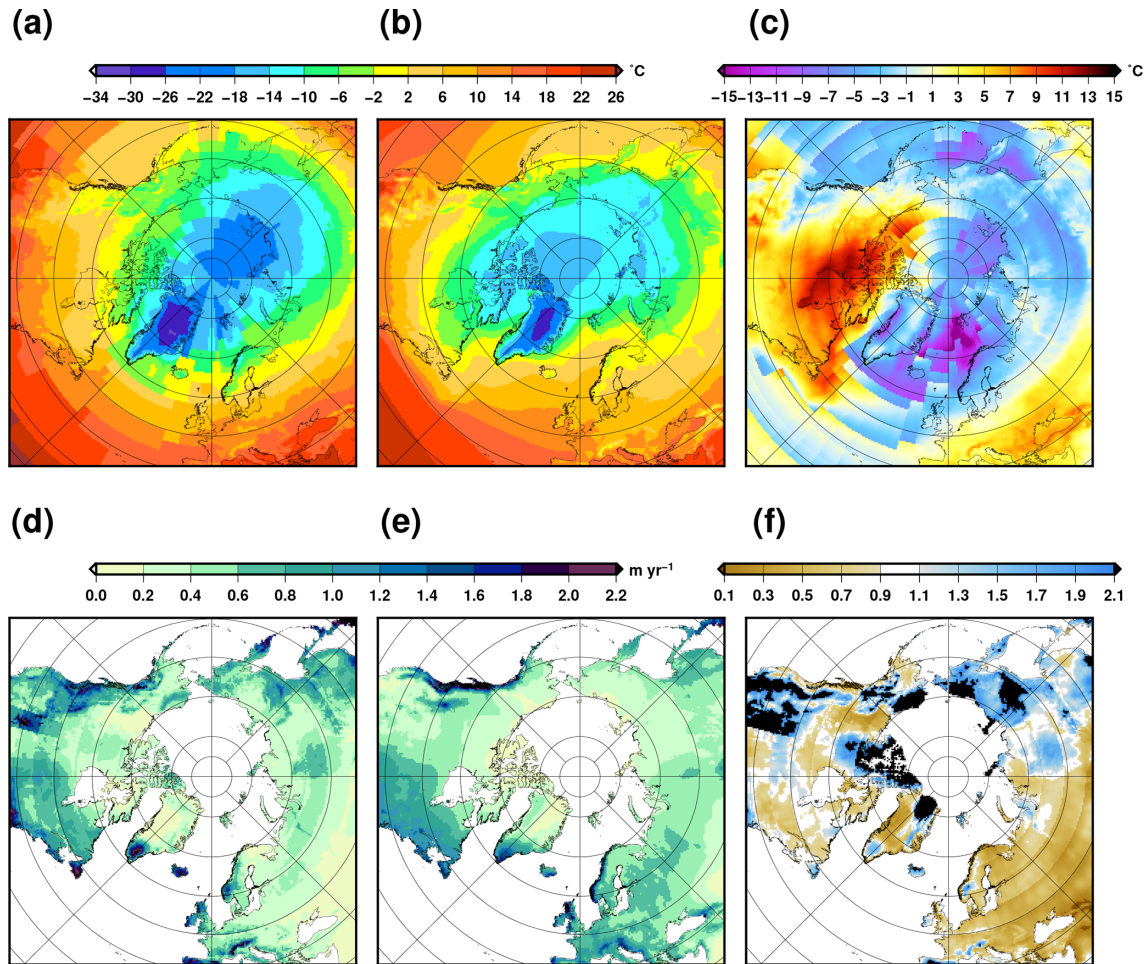 (a)
(b)
(c)
°C
−34 −30 −26 −22 −18 −14 −10 −6 −2 2 6 10 14 18 22 26
°C
−15 −13 −11 −9 −7 −5 −3 −1 1 3 5 7 9 11 13 15
(d)
(e)
(f)
m yr⁻¹
0.0 0.2 0.4 0.6 0.8 1.0 1.2 1.4 1.6 1.8 2.0 2.2
0.1 0.3 0.5 0.7 0.9 1.1 1.3 1.5 1.7 1.9 2.1